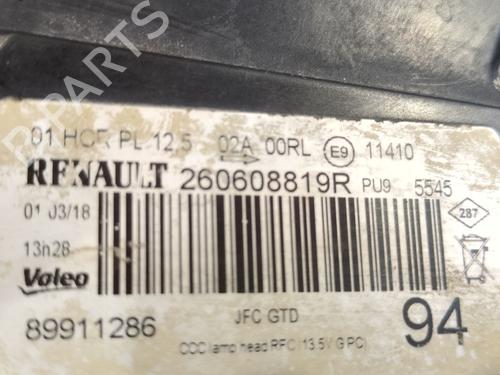 01 HCR PL 12,5 02A 00RL E9 11410
RENAULT 260608819R PU9 5545
01 03/18
287
13h28
Valeo
89911286 JFC GTD 94
CCC lamp head RFC (13.5V G PC)
B-PARTS